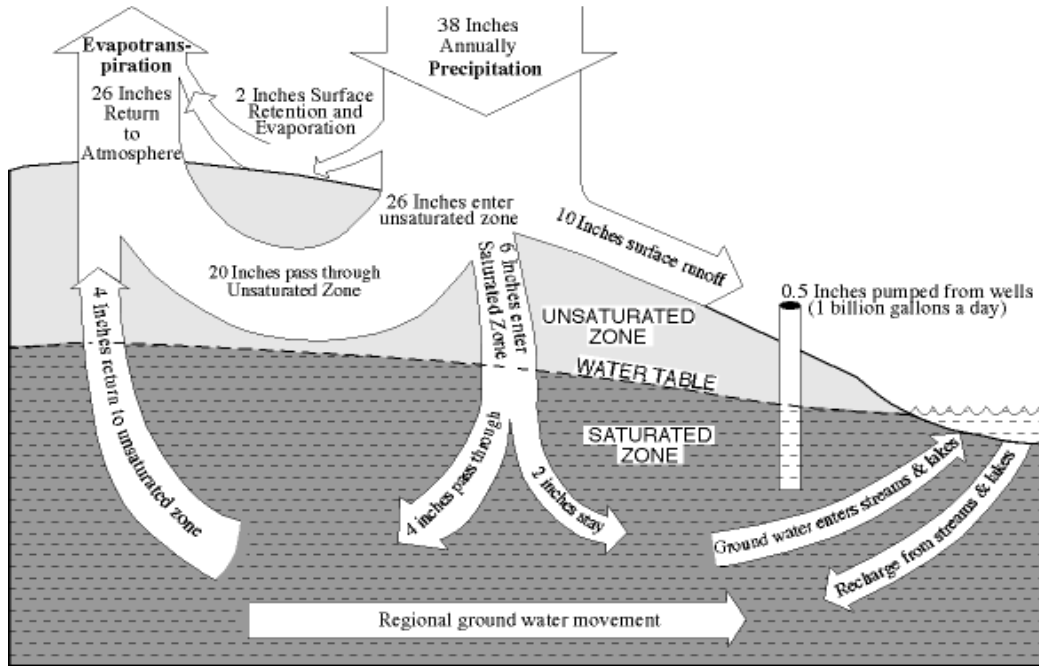 38 Inches
Annually
Precipitation
Evapotrans-
piration
26 Inches
Return
to
Atmosphere
2 Inches Surface
Retention and
Evaporation
26 Inches enter
unsaturated zone
10 Inches surface runoff
20 Inches pass through
Unsaturated Zone
6 inches enter
Saturated Zone
0.5 Inches pumped from wells
(1 billion gallons a day)
UNSATURATED
ZONE
WATER TABLE
SATURATED
ZONE
4 Inches return to unsaturated zone
4 inches pass through
2 inches stay
Ground water enters streams & lakes
Recharge from streams & lakes
Regional ground water movement